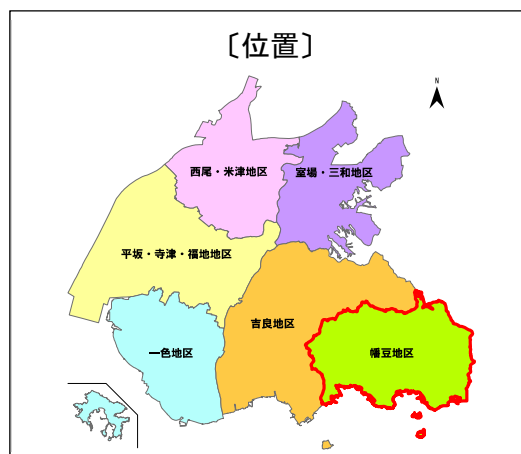 〔位置〕
N
西尾・米津地区
室場・三和地区
平坂・寺津・福地地区
吉良地区
一色地区
幡豆地区